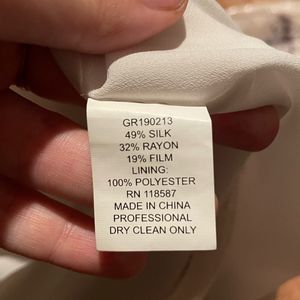 GR190213
49% SILK
32% RAYON
19% FILM
LINING:
100% POLYESTER
RN 118587
MADE IN CHINA
PROFESSIONAL
DRY CLEAN ONLY